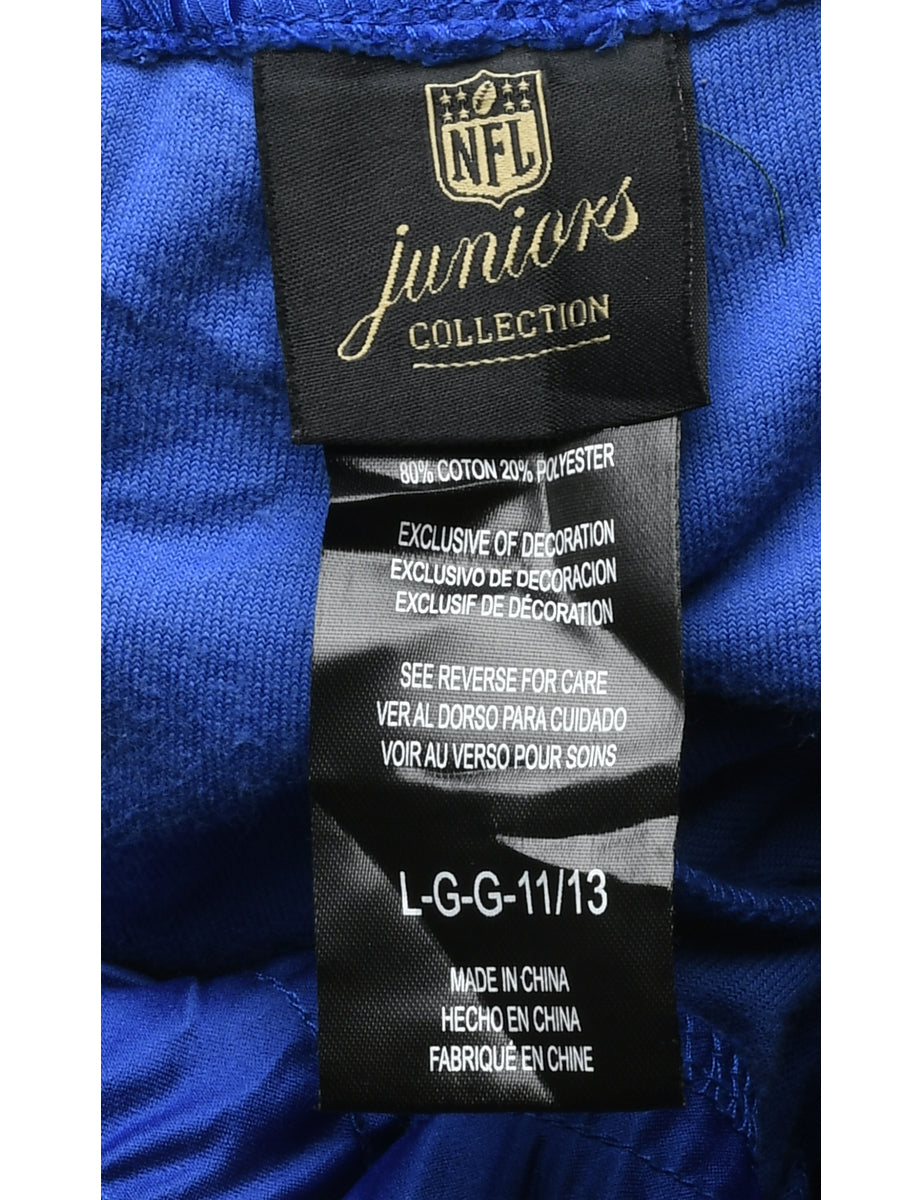 NFL
juniors
COLLECTION
80% COTON 20% POLYESTER
EXCLUSIVE OF DECORATION
EXCLUSIVO DE DECORACION
EXCLUSIF DE DÉCORATION
SEE REVERSE FOR CARE
VER AL DORSO PARA CUIDADO
VOIR AU VERSO POUR SOINS
L-G-G-11/13
MADE IN CHINA
HECHO EN CHINA
FABRIQUÉ EN CHINE